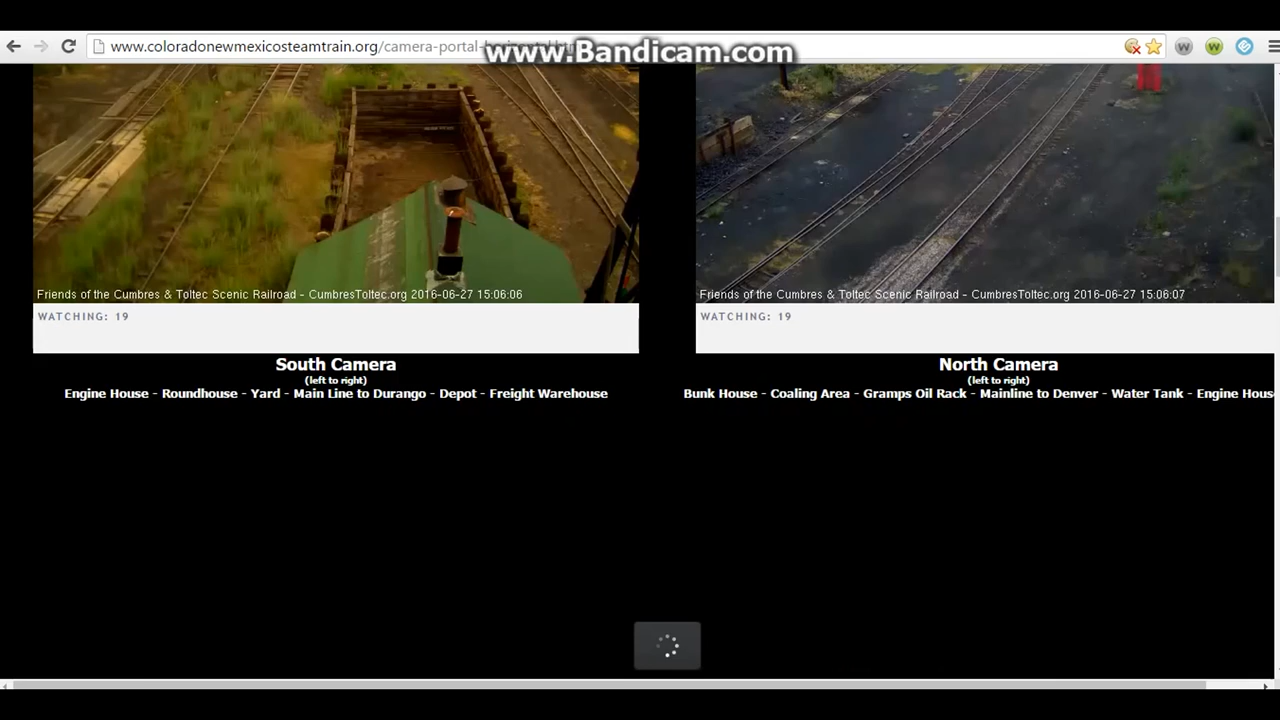 www.coloradonewmexicosteamtrain.org/camera-portal-
www.Bandicam.com
Friends of the Cumbres & Toltec Scenic Railroad - CumbresToltec.org 2016-06-27 15:06:06
Friends of the Cumbres & Toltec Scenic Railroad - CumbresToltec.org 2016-06-27 15:06:07
WATCHING: 19
WATCHING: 19
South Camera
(left to right)
Engine House - Roundhouse - Yard - Main Line to Durango - Depot - Freight Warehouse
North Camera
(left to right)
Bunk House - Coaling Area - Gramps Oil Rack - Mainline to Denver - Water Tank - Engine Hous